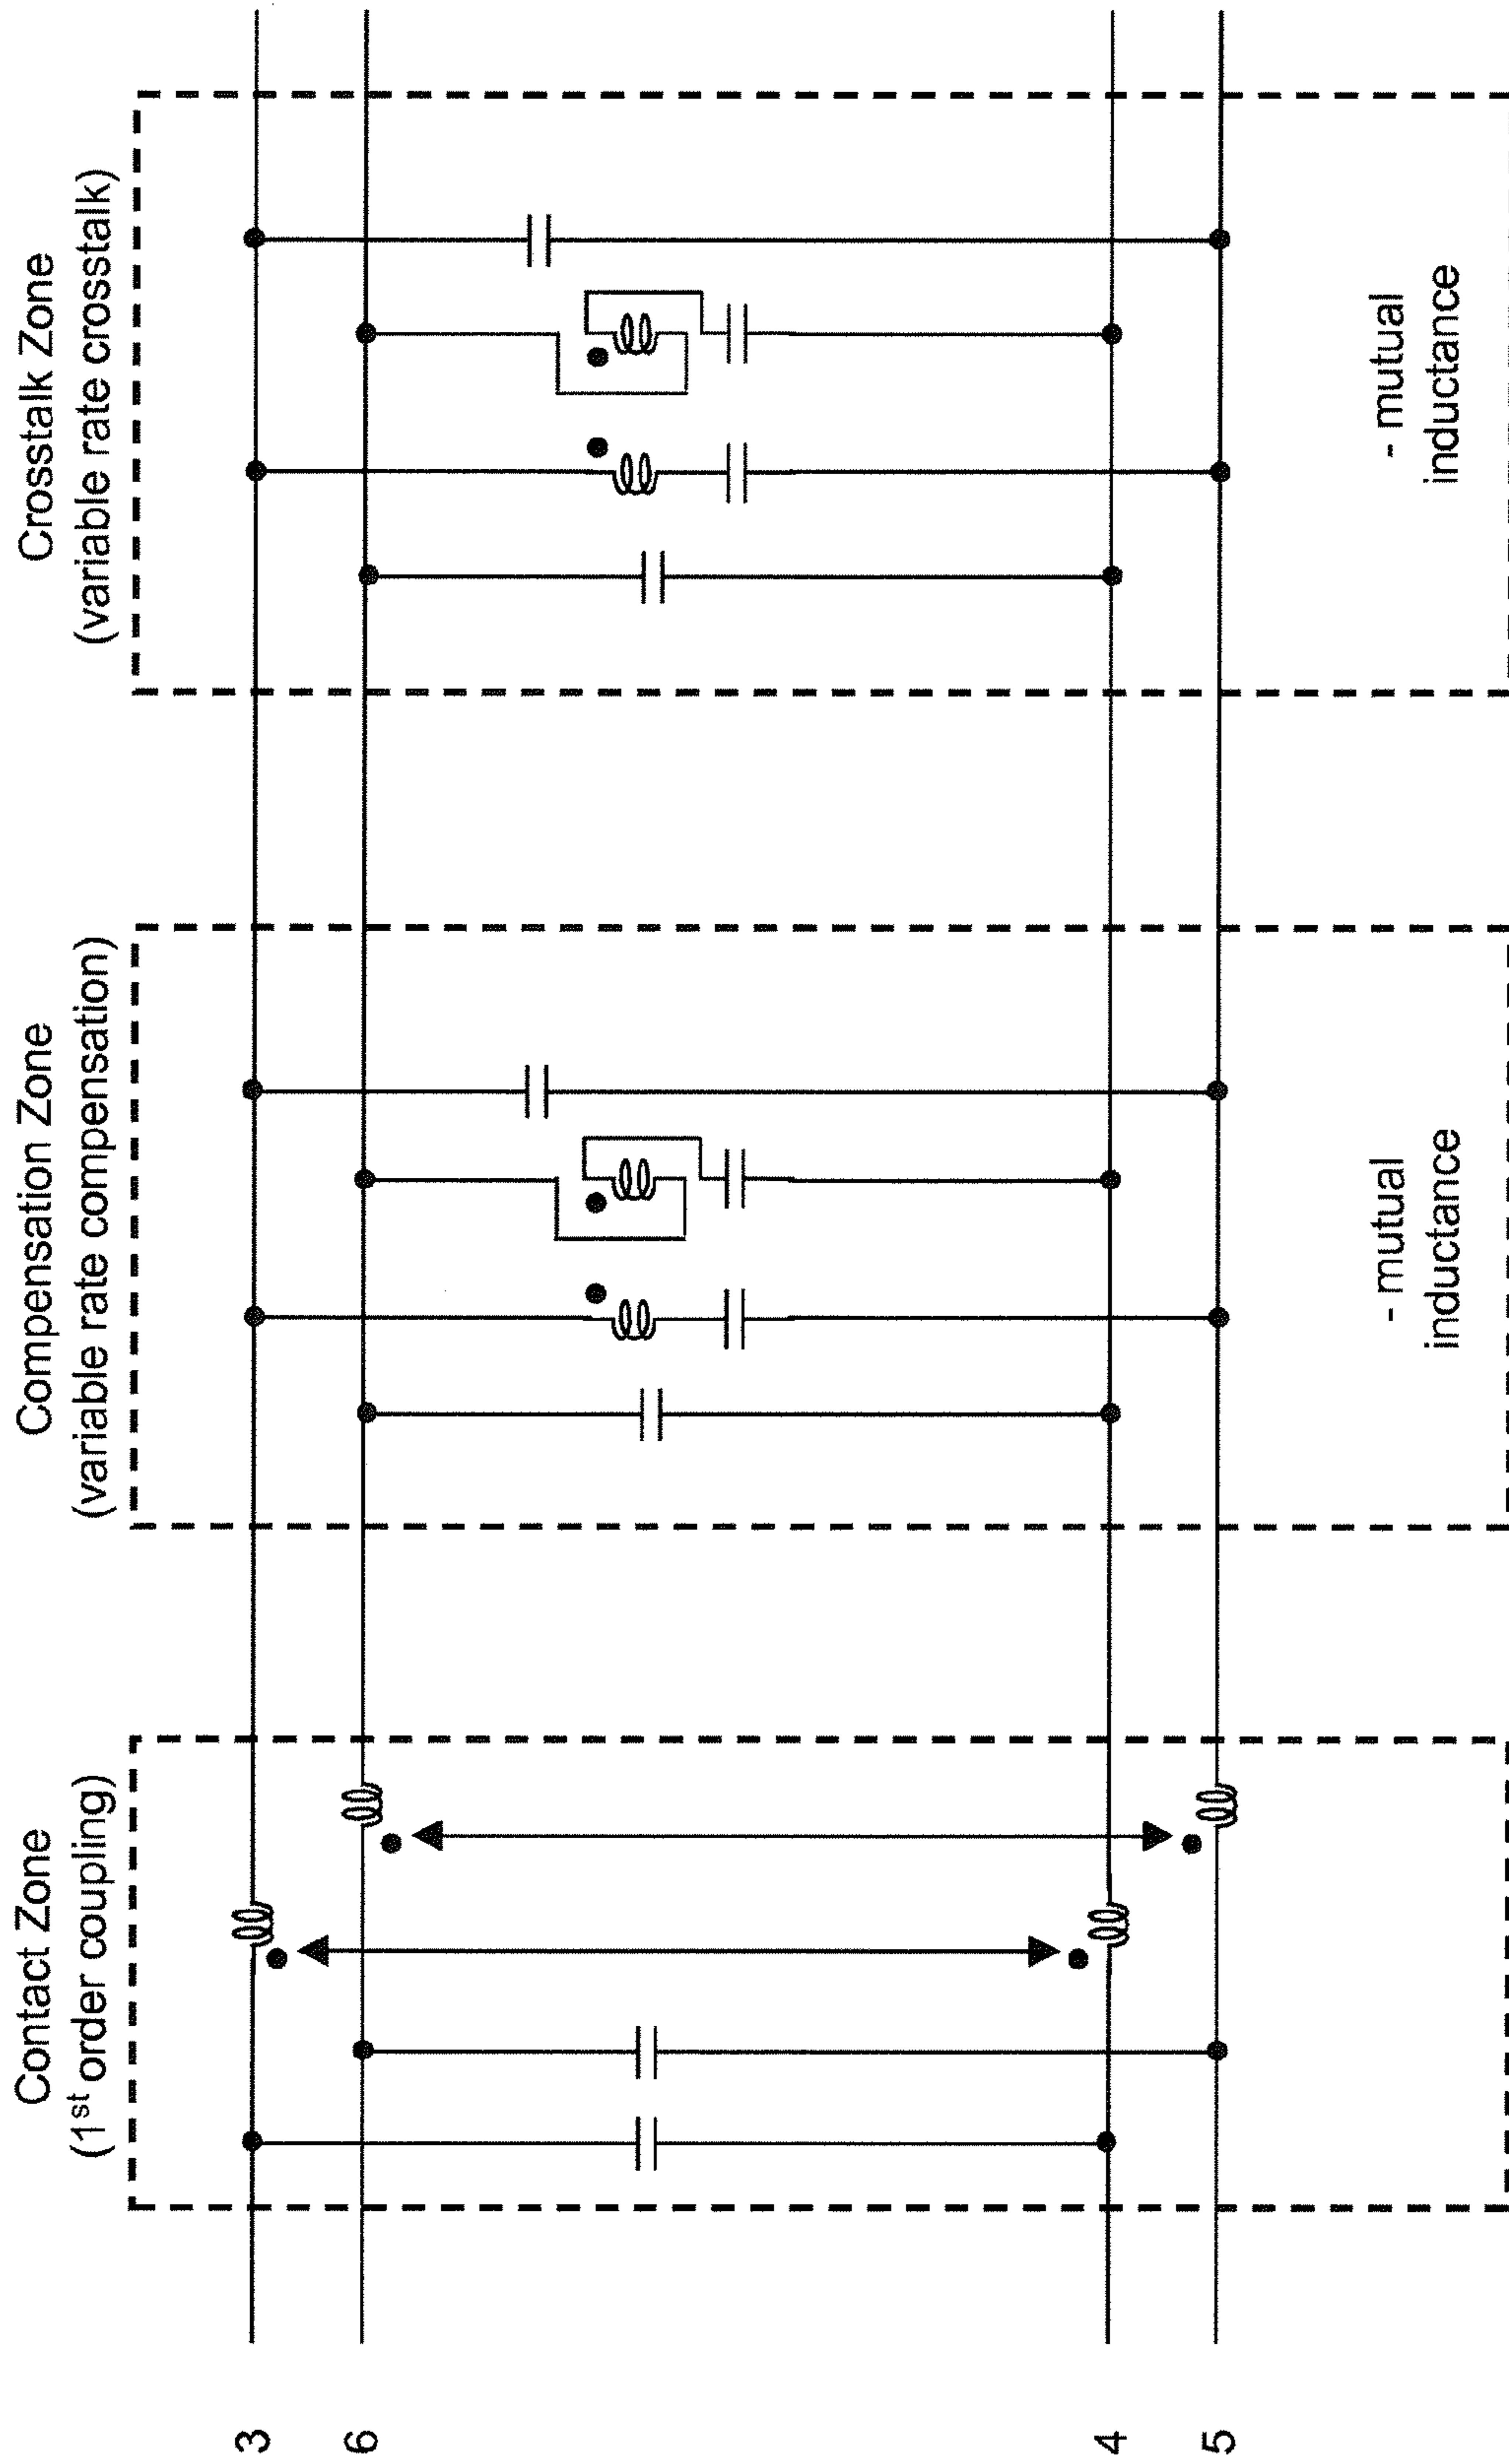 Contact Zone
(1st order coupling)
Compensation Zone
(variable rate compensation)
Crosstalk Zone
(variable rate crosstalk)
3
6
4
5
- mutual
inductance
- mutual
inductance